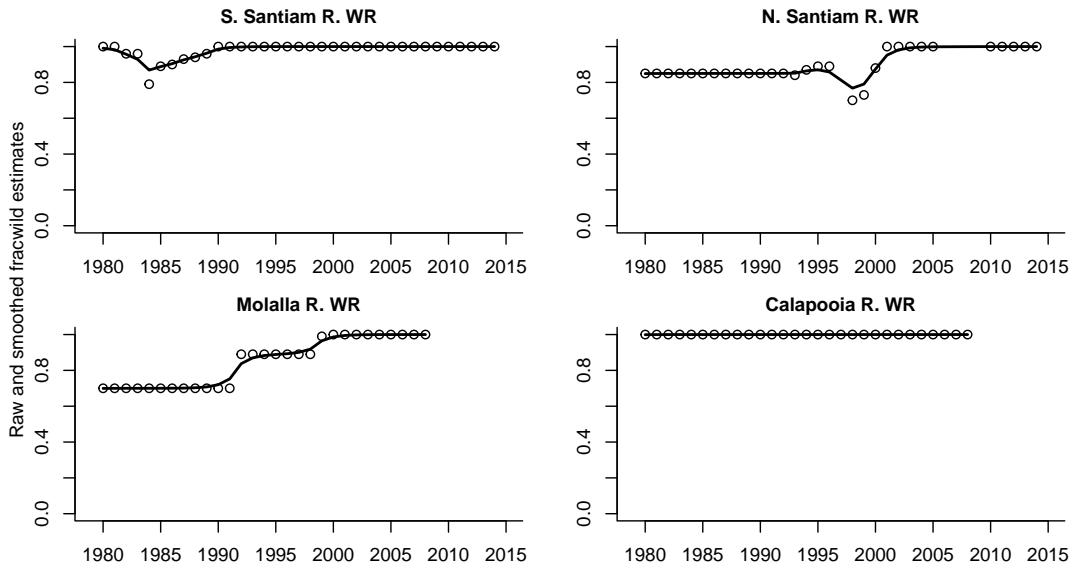 S. Santiam R. WR
N. Santiam R. WR
Raw and smoothed fracwild estimates
0.0 0.4 0.8
0.0 0.4 0.8
1980 1985 1990 1995 2000 2005 2010 2015
1980 1985 1990 1995 2000 2005 2010 2015
Molalla R. WR
Calapooia R. WR
0.0 0.4 0.8
0.0 0.4 0.8
1980 1985 1990 1995 2000 2005 2010 2015
1980 1985 1990 1995 2000 2005 2010 2015